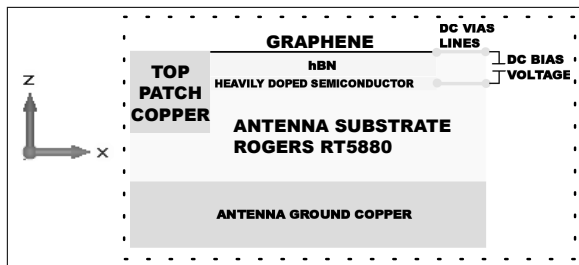 GRAPHENE
DC VIAS
LINES
hBN
DC BIAS
VOLTAGE
TOP
PATCH
COPPER
HEAVILY DOPED SEMICONDUCTOR
ANTENNA SUBSTRATE
ROGERS RT5880
Z
X
ANTENNA GROUND COPPER